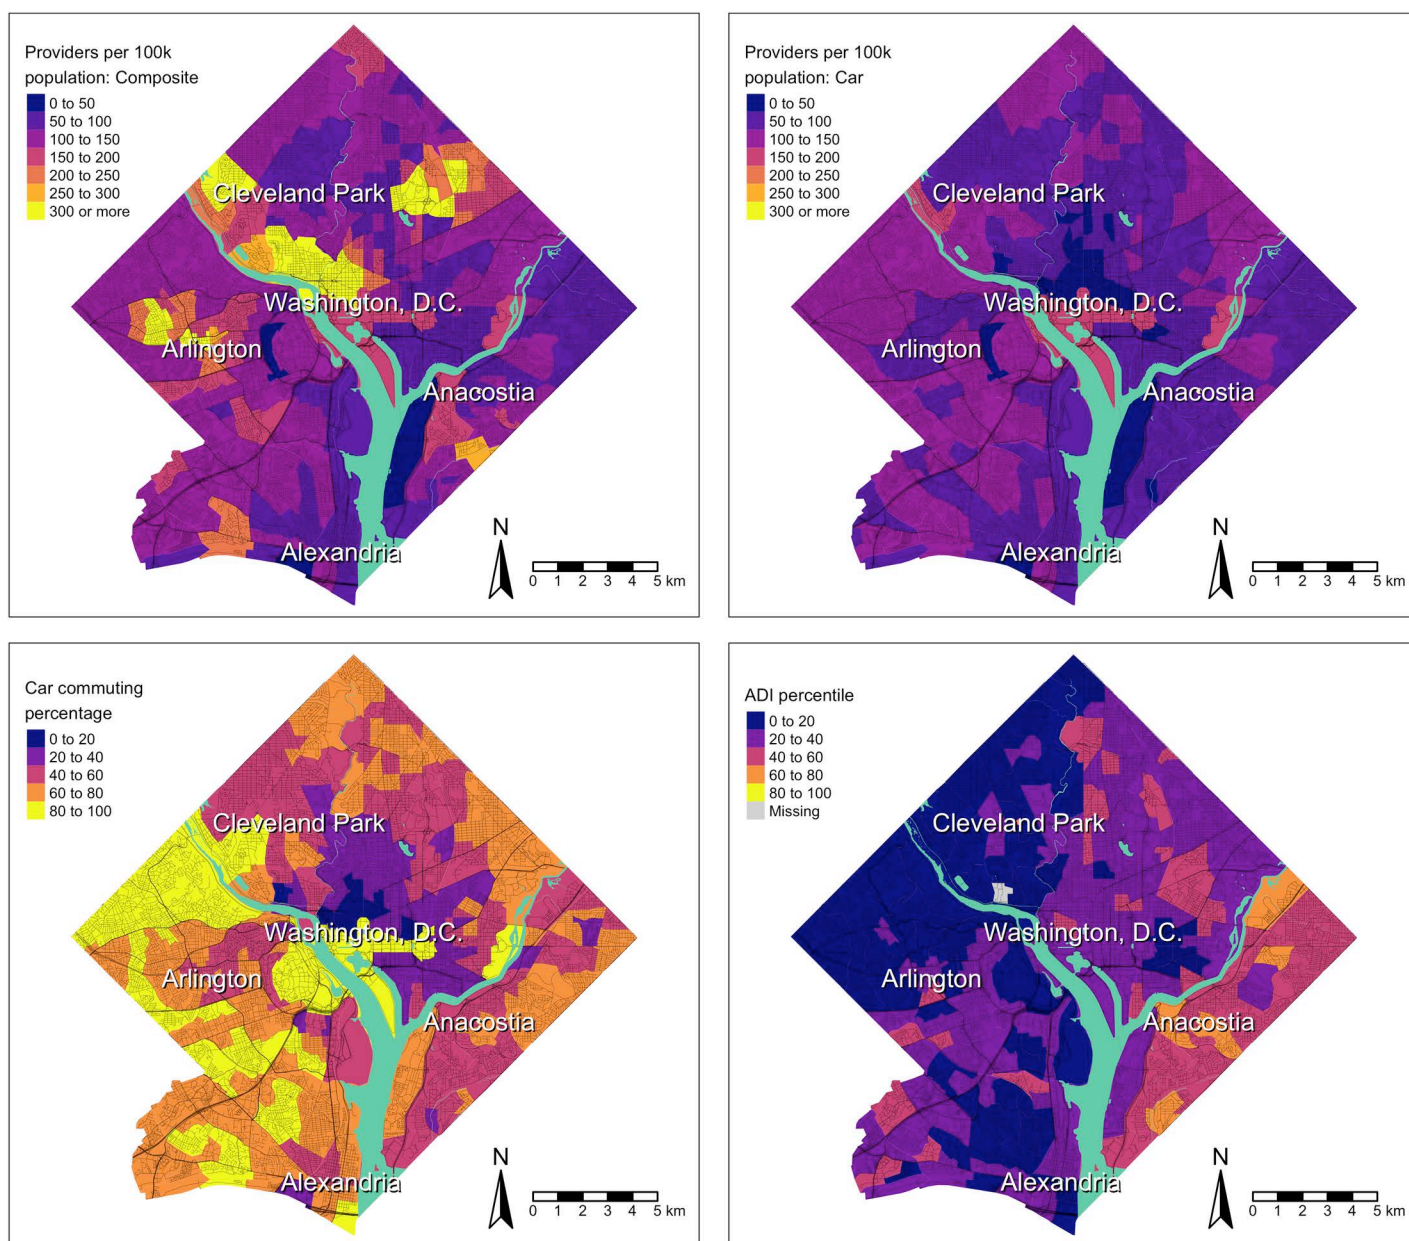 Providers per 100k
population: Composite
0 to 50
50 to 100
100 to 150
150 to 200
200 to 250
250 to 300
300 or more
Cleveland Park
Washington, D.C.
Arlington
Anacostia
Alexandria
N
0 1 2 3 4 5 km
Providers per 100k
population: Car
0 to 50
50 to 100
100 to 150
150 to 200
200 to 250
250 to 300
300 or more
Cleveland Park
Washington, D.C.
Arlington
Anacostia
Alexandria
N
0 1 2 3 4 5 km
Car commuting
percentage
0 to 20
20 to 40
40 to 60
60 to 80
80 to 100
Cleveland Park
Washington, D.C.
Arlington
Anacostia
Alexandria
N
0 1 2 3 4 5 km
ADI percentile
0 to 20
20 to 40
40 to 60
60 to 80
80 to 100
Missing
Cleveland Park
Washington, D.C.
Arlington
Anacostia
Alexandria
N
0 1 2 3 4 5 km